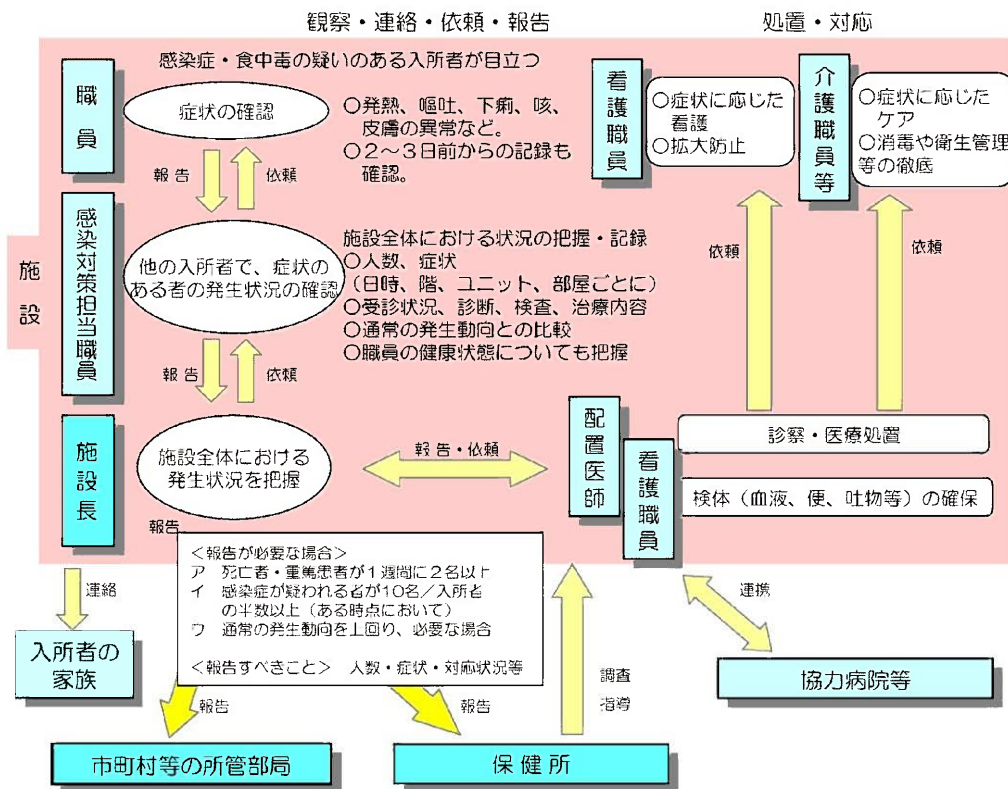 観察・連絡・依頼・報告
処置・対応
感染症・食中毒の疑いのある入所者が目立つ
職員
症状の確認
○発熱、嘔吐、下痢、咳、
皮膚の異常など。
○２～３日前からの記録も
確認。
看護職員
○症状に応じた
看護
○拡大防止
介護職員等
○症状に応じた
ケア
○消毒や衛生管理
等の徹底
報告
依頼
施設
感染対策担当職員
他の入所者で、症状の
ある者の発生状況の確認
施設全体における状況の把握・記録
○人数、症状
（日時、階、ユニット、部屋ごとに）
○受診状況、診断、検査、治療内容
○通常の発生動向との比較
○職員の健康状態についても把握
依頼
依頼
報告
依頼
施設長
施設全体における
発生状況を把握
報告・依頼
配置医師
看護職員
診察・医療処置
検体（血液、便、吐物等）の確保
報告
＜報告が必要な場合＞
ア　死亡者・重篤患者が１週間に２名以上
イ　感染症が疑われる者が10名／入所者
の半数以上（ある時点において）
ウ　通常の発生動向を上回り、必要な場合
＜報告すべきこと＞　人数・症状・対応状況等
連絡
入所者の
家族
連携
協力病院等
調査
指導
報告
報告
市町村等の所管部局
保健所